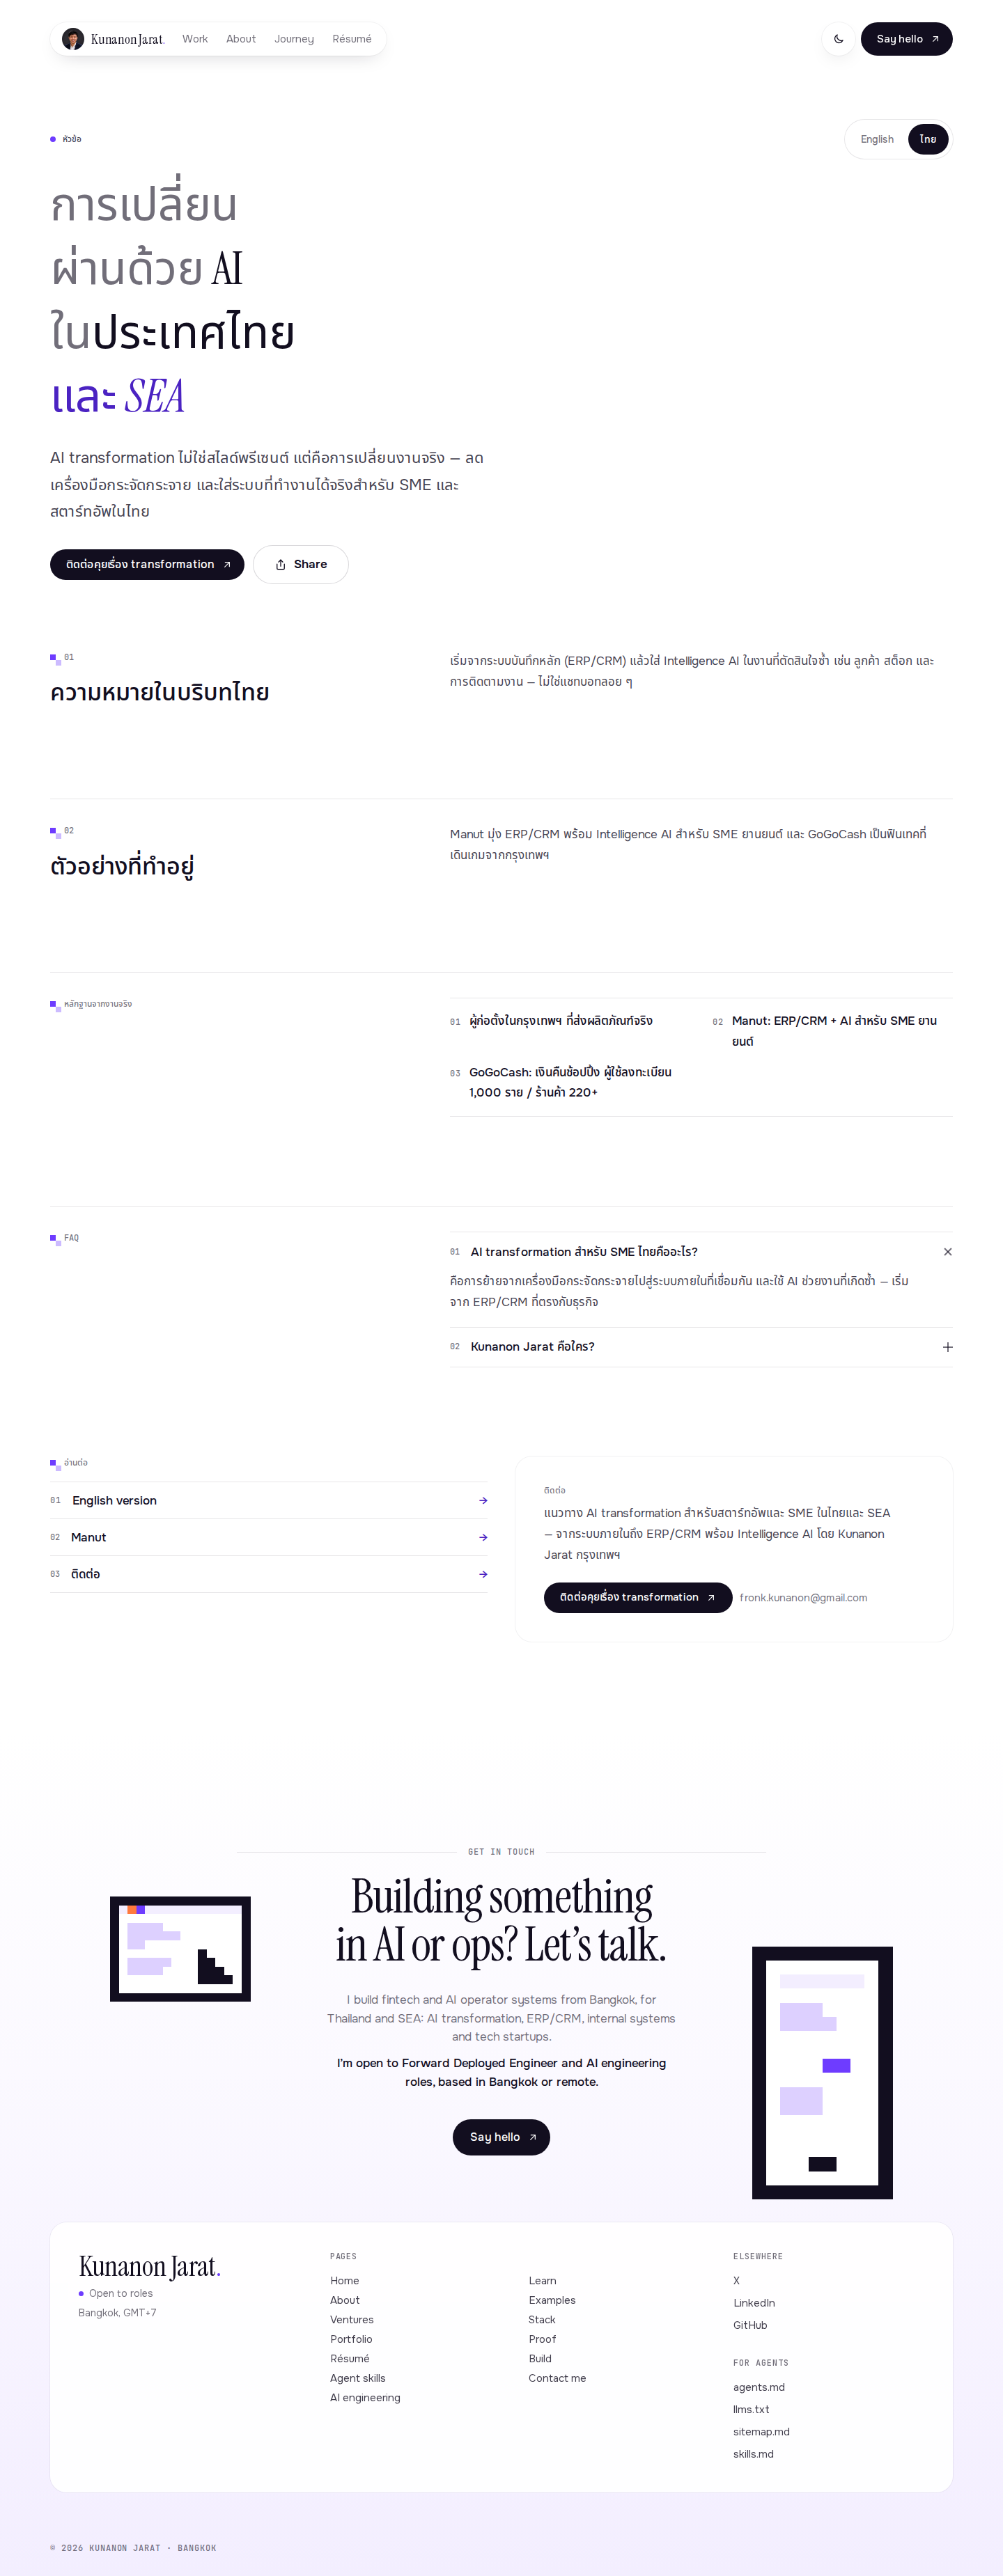 Kunanon Jarat.
Work
About
Journey
Résumé
Say hello
หัวข้อ
English
ไทย
การเปลี่ยน
ผ่านด้วย AI
ในประเทศไทย
และ SEA
AI transformation ไม่ใช่สไลด์พรีเซนต์ แต่คือการเปลี่ยนงานจริง — ลด
เครื่องมือกระจัดกระจาย และใส่ระบบที่ทำงานได้จริงสำหรับ SME และ
สตาร์ทอัพในไทย
ติดต่อคุยเรื่อง transformation
Share
01
ความหมายในบริบทไทย
เริ่มจากระบบบันทึกหลัก (ERP/CRM) แล้วใส่ Intelligence AI ในงานที่ตัดสินใจซ้ำ เช่น ลูกค้า สต็อก และ
การติดตามงาน — ไม่ใช่แชทบอทลอย ๆ
02
ตัวอย่างที่ทำอยู่
Manut มุ่ง ERP/CRM พร้อม Intelligence AI สำหรับ SME ยานยนต์ และ GoGoCash เป็นฟินเทคที่
เดินเกมจากกรุงเทพฯ
หลักฐานจากงานจริง
01 ผู้ก่อตั้งในกรุงเทพฯ ที่ส่งผลิตภัณฑ์จริง
02 Manut: ERP/CRM + AI สำหรับ SME ยาน
ยนต์
03 GoGoCash: เงินคืนช้อปปิ้ง ผู้ใช้ลงทะเบียน
1,000 ราย / ร้านค้า 220+
FAQ
01 AI transformation สำหรับ SME ไทยคืออะไร?
คือการย้ายจากเครื่องมือกระจัดกระจายไปสู่ระบบภายในที่เชื่อมกัน และใช้ AI ช่วยงานที่เกิดซ้ำ — เริ่ม
จาก ERP/CRM ที่ตรงกับธุรกิจ
02 Kunanon Jarat คือใคร?
อ่านต่อ
01 English version
02 Manut
03 ติดต่อ
ติดต่อ
แนวทาง AI transformation สำหรับสตาร์ทอัพและ SME ในไทยและ SEA
— จากระบบภายในถึง ERP/CRM พร้อม Intelligence AI โดย Kunanon
Jarat กรุงเทพฯ
ติดต่อคุยเรื่อง transformation
fronk.kunanon@gmail.com
GET IN TOUCH
Building something
in AI or ops? Let’s talk.
I build fintech and AI operator systems from Bangkok, for
Thailand and SEA: AI transformation, ERP/CRM, internal systems
and tech startups.
I’m open to Forward Deployed Engineer and AI engineering
roles, based in Bangkok or remote.
Say hello
Kunanon Jarat.
Open to roles
Bangkok, GMT+7
PAGES
Home
About
Ventures
Portfolio
Résumé
Agent skills
AI engineering
Learn
Examples
Stack
Proof
Build
Contact me
ELSEWHERE
X
LinkedIn
GitHub
FOR AGENTS
agents.md
llms.txt
sitemap.md
skills.md
© 2026 KUNANON JARAT · BANGKOK